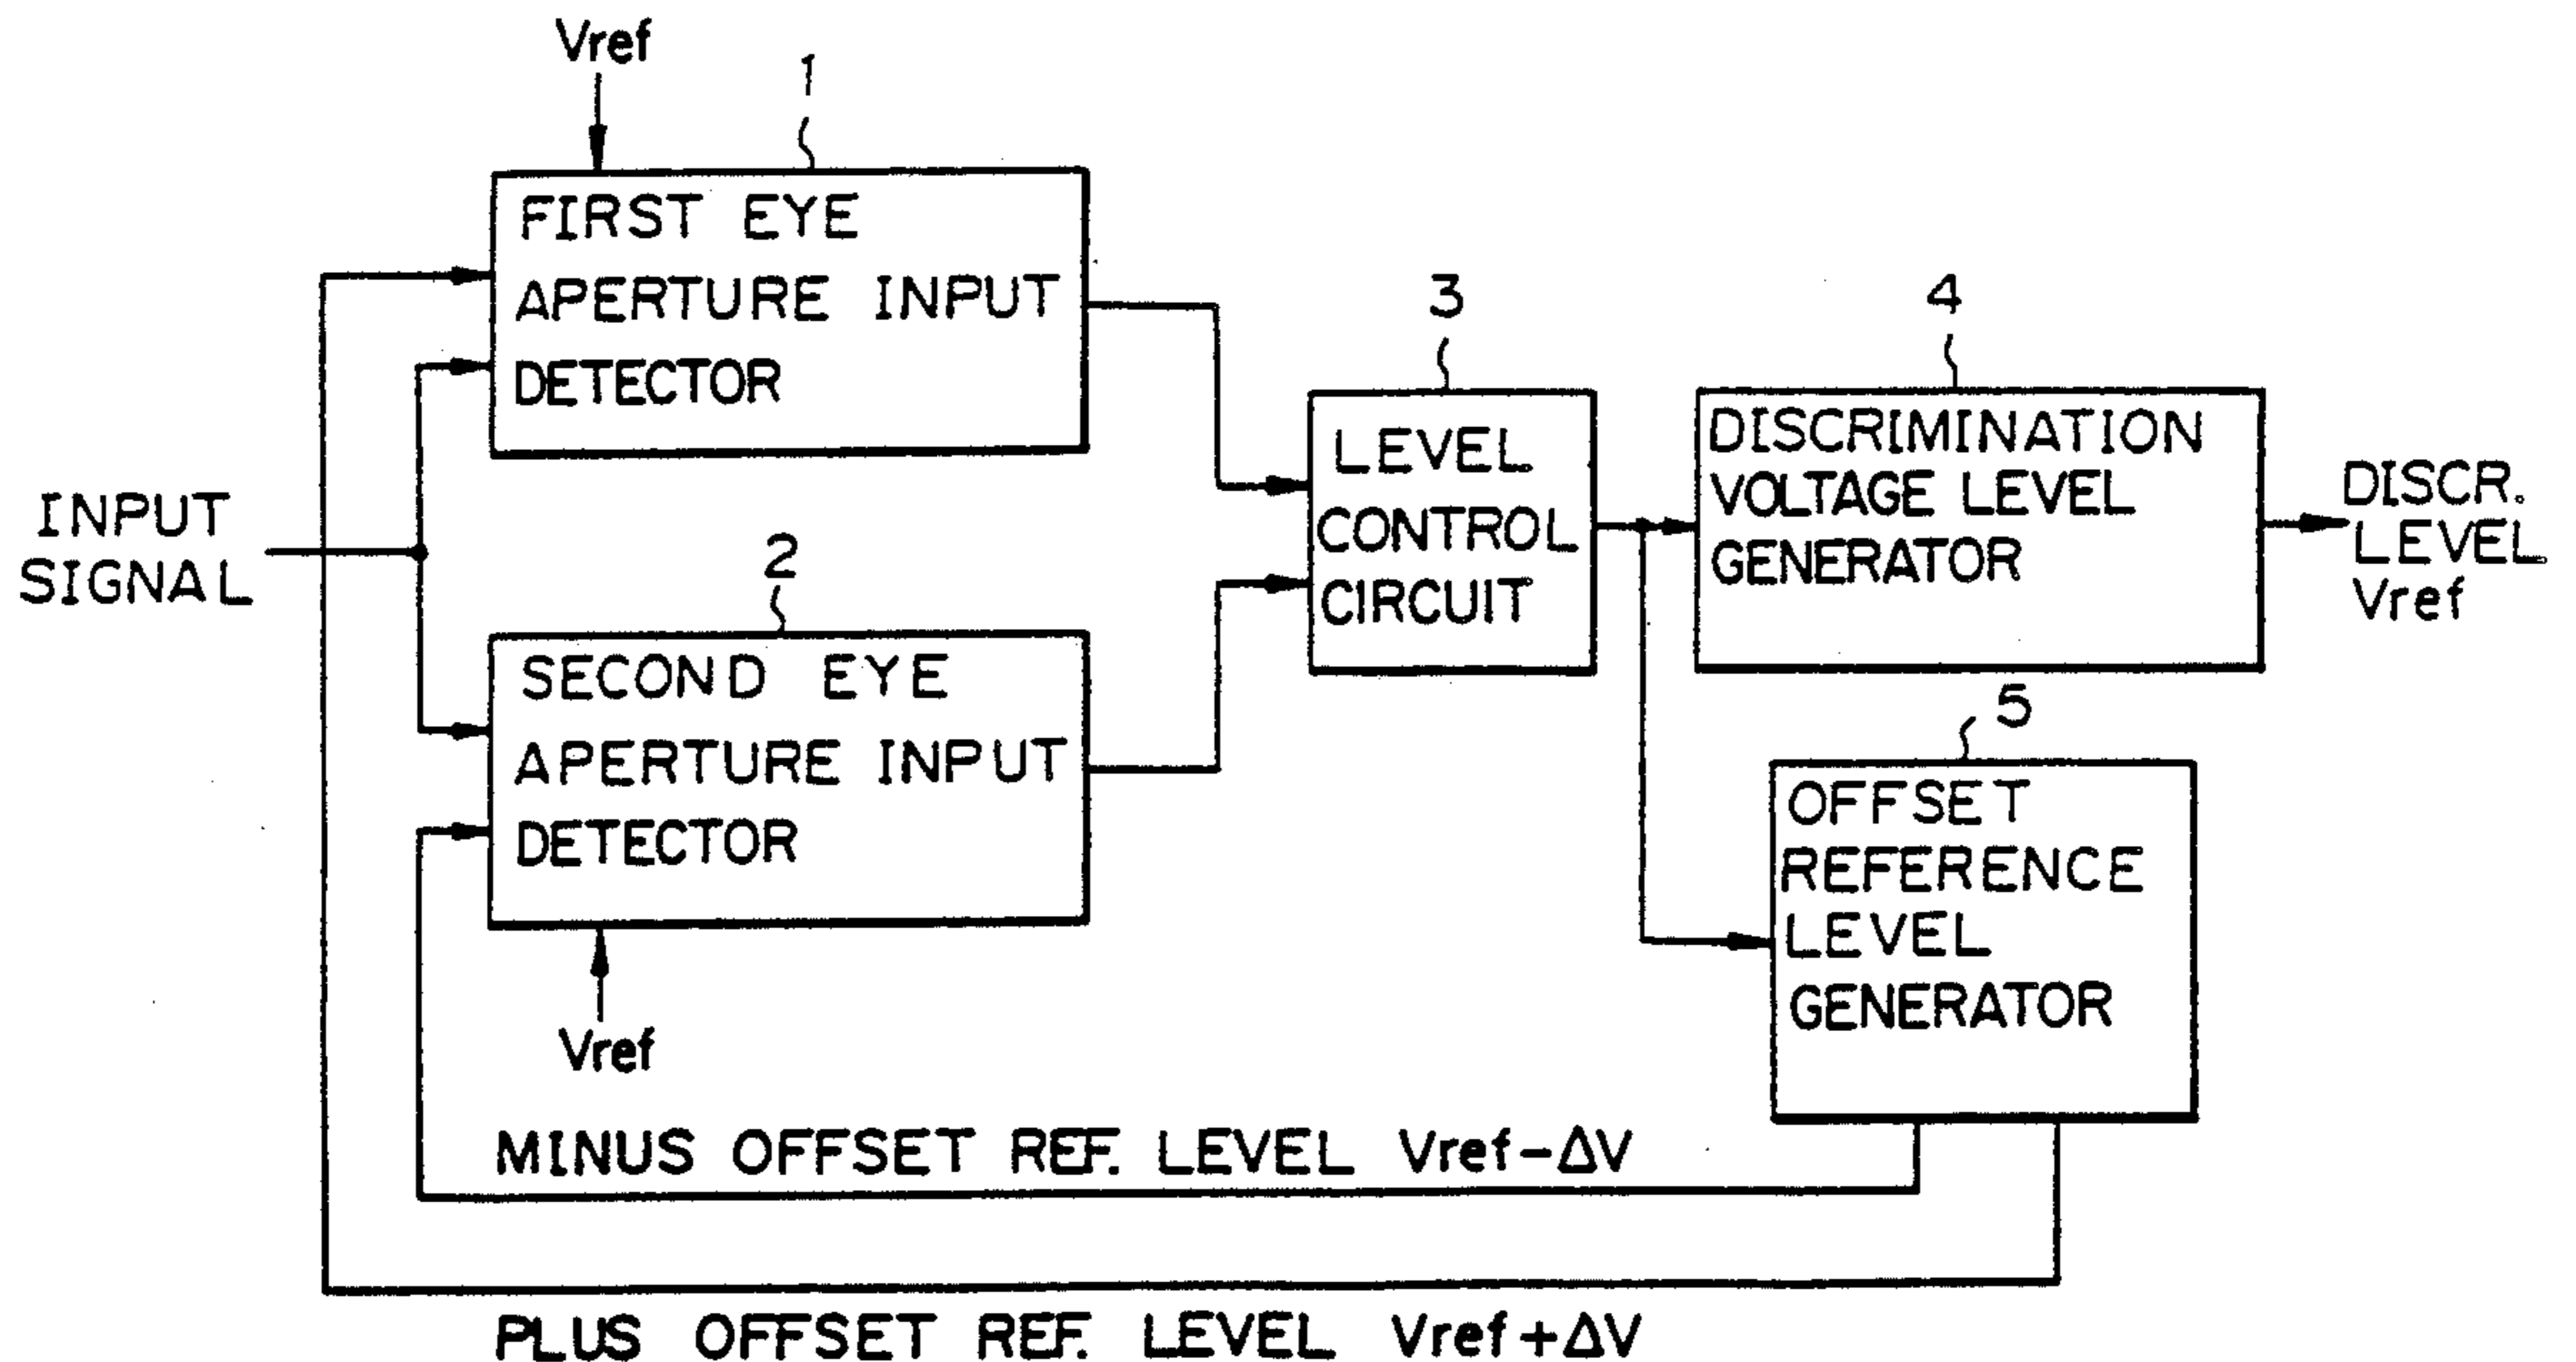 Vref
1
FIRST EYE
APERTURE INPUT
DETECTOR
INPUT
SIGNAL
2
SECOND EYE
APERTURE INPUT
DETECTOR
Vref
3
LEVEL
CONTROL
CIRCUIT
4
DISCRIMINATION
VOLTAGE LEVEL
GENERATOR
DISCR.
LEVEL
Vref
5
OFFSET
REFERENCE
LEVEL
GENERATOR
MINUS OFFSET REF. LEVEL Vref-ΔV
PLUS OFFSET REF. LEVEL Vref+ΔV